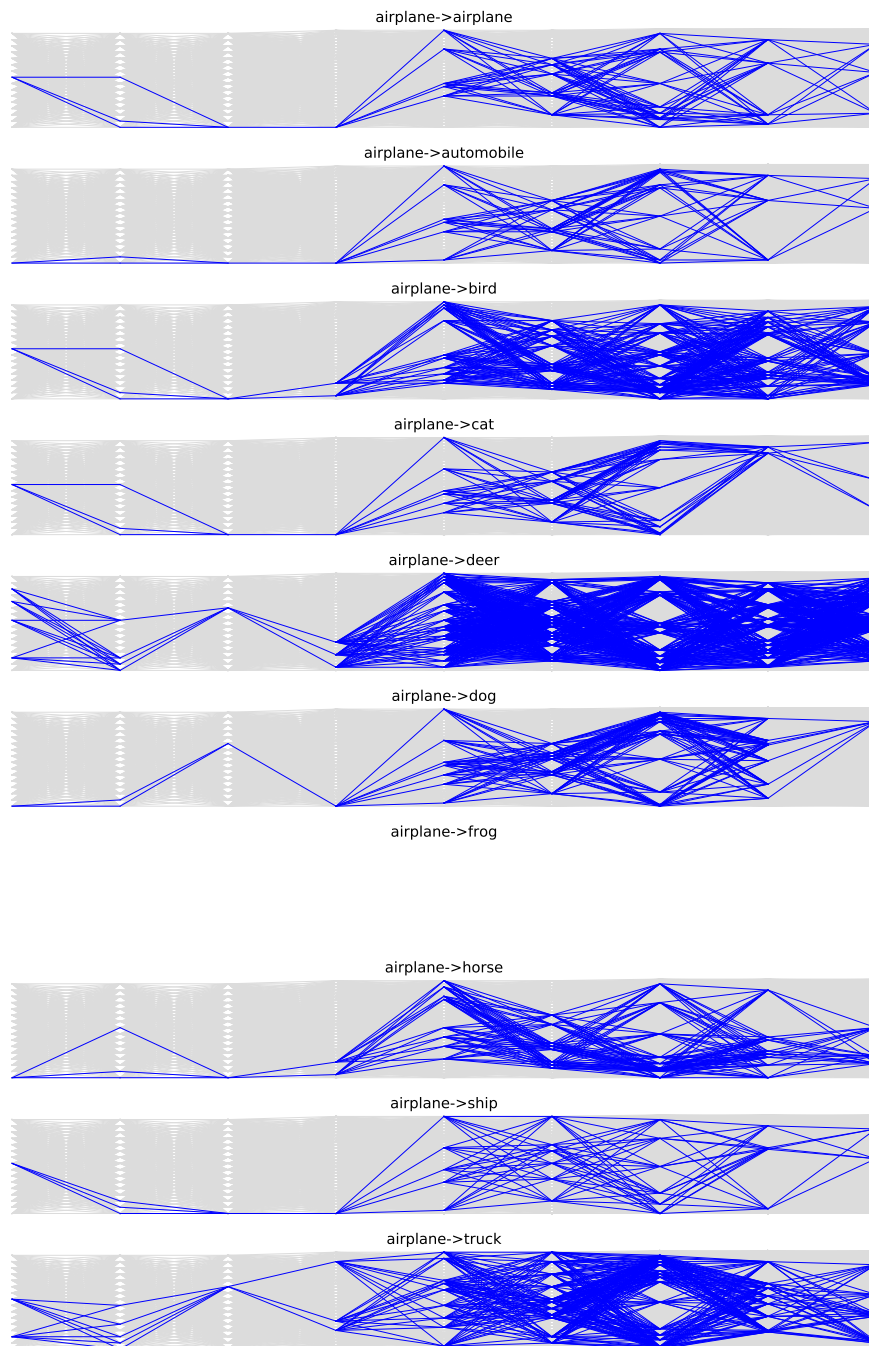 airplane->airplane
airplane->automobile
airplane->bird
airplane->cat
airplane->deer
airplane->dog
airplane->frog
airplane->horse
airplane->ship
airplane->truck